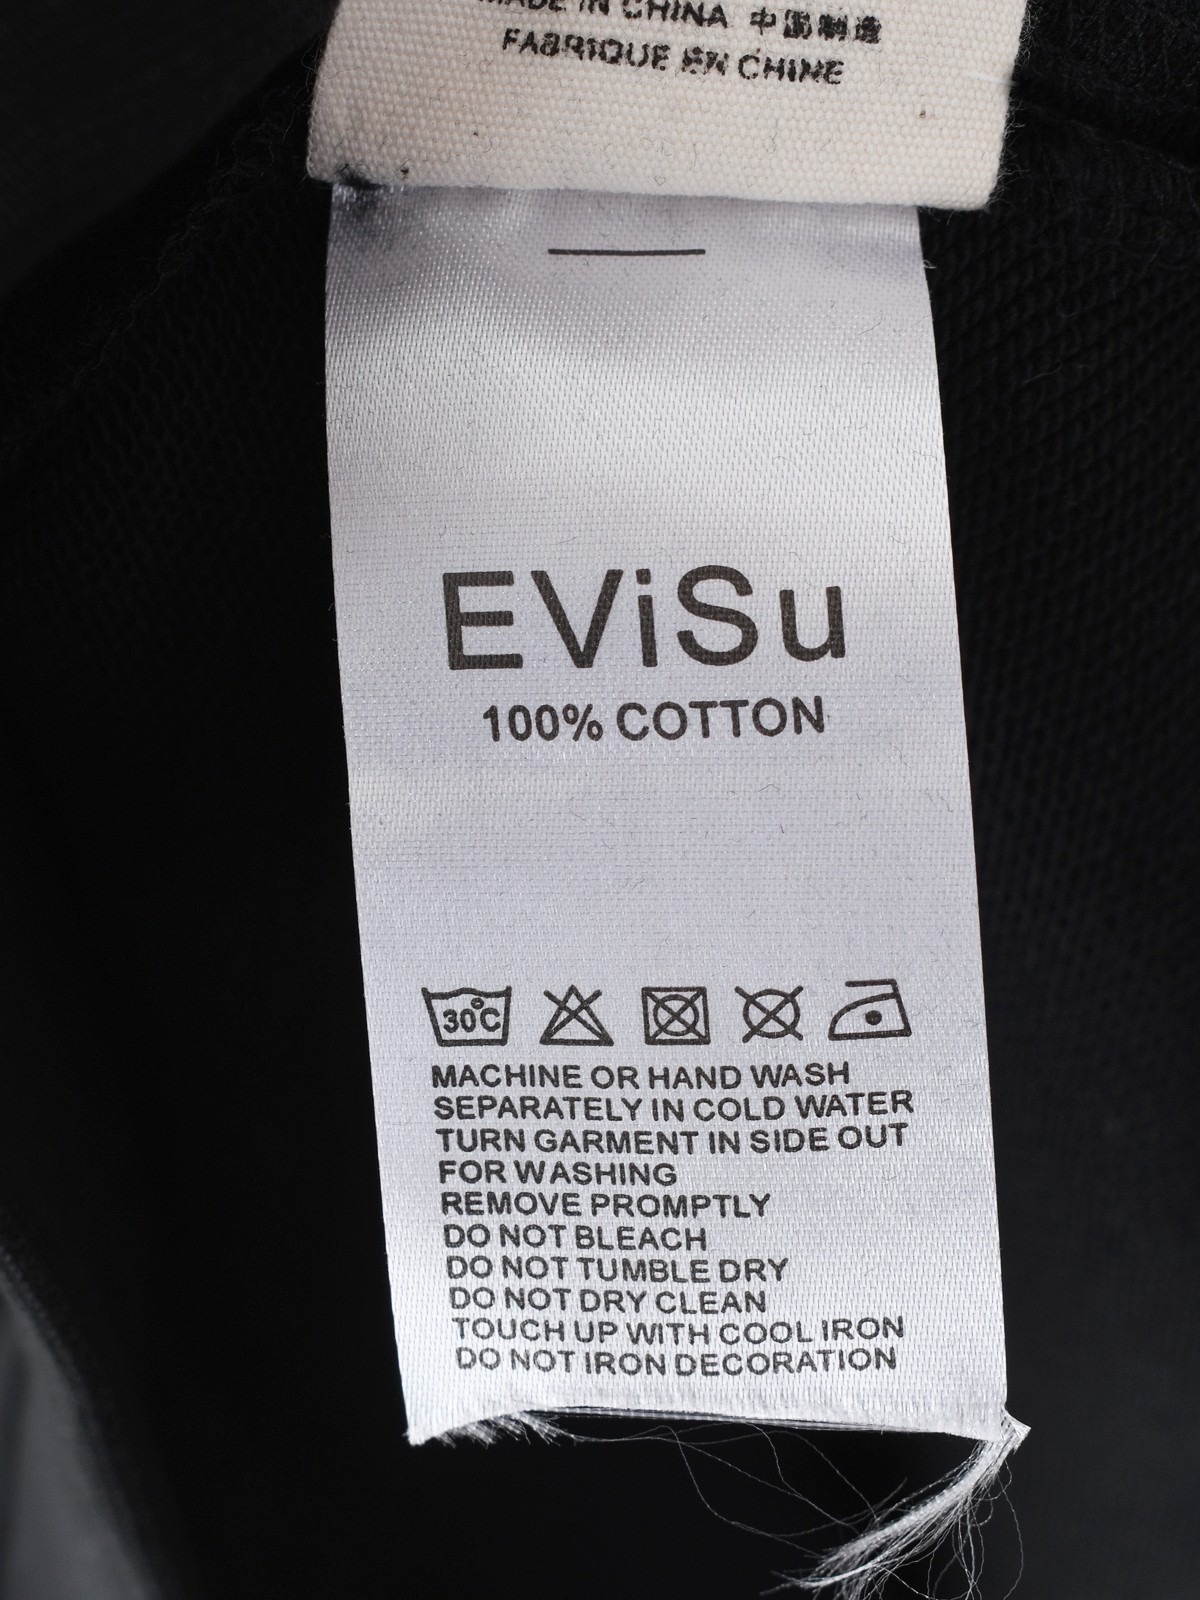 MADE IN CHINA 中国制造
FABRIQUE EN CHINE
EViSu
100% COTTON
30°C
MACHINE OR HAND WASH
SEPARATELY IN COLD WATER
TURN GARMENT IN SIDE OUT
FOR WASHING
REMOVE PROMPTLY
DO NOT BLEACH
DO NOT TUMBLE DRY
DO NOT DRY CLEAN
TOUCH UP WITH COOL IRON
DO NOT IRON DECORATION